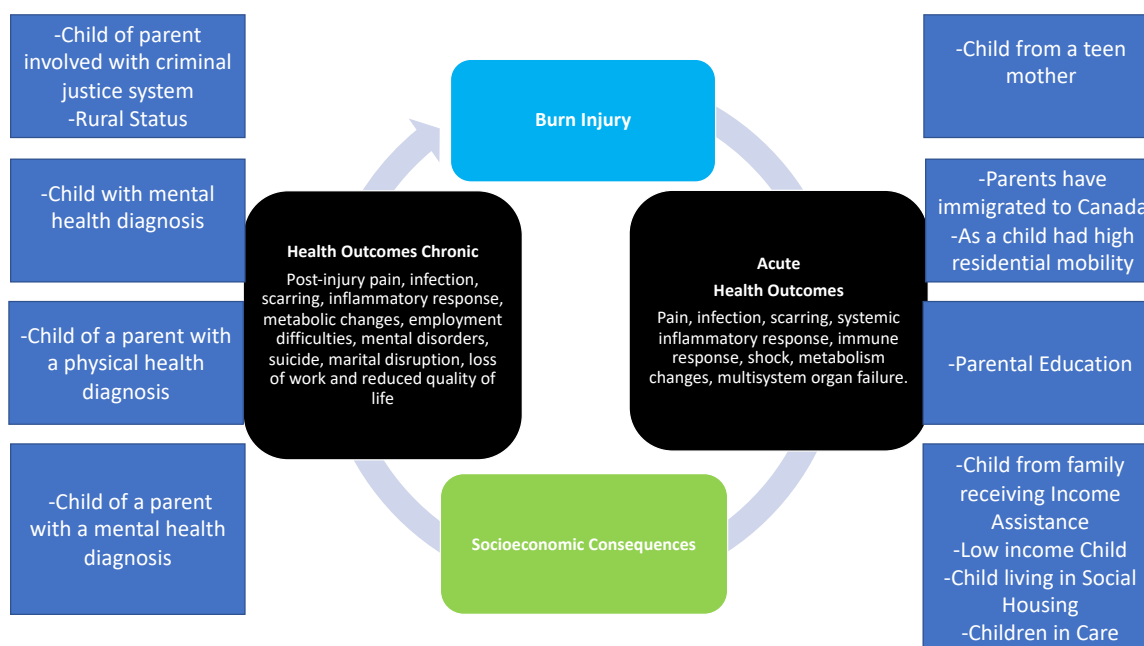 -Child of parent
involved with criminal
justice system
-Rural Status
-Child with mental
health diagnosis
-Child of a parent with
a physical health
diagnosis
-Child of a parent
with a mental health
diagnosis
Burn Injury
Health Outcomes Chronic
Post-injury pain, infection,
scarring, inflammatory response,
metabolic changes, employment
difficulties, mental disorders,
suicide, marital disruption, loss
of work and reduced quality of
life
Acute
Health Outcomes
Pain, infection, scarring, systemic
inflammatory response, immune
response, shock, metabolism
changes, multisystem organ failure.
Socioeconomic Consequences
-Child from a teen
mother
-Parents have
immigrated to Canada
-As a child had high
residential mobility
-Parental Education
-Child from family
receiving Income
Assistance
-Low income Child
-Child living in Social
Housing
-Children in Care